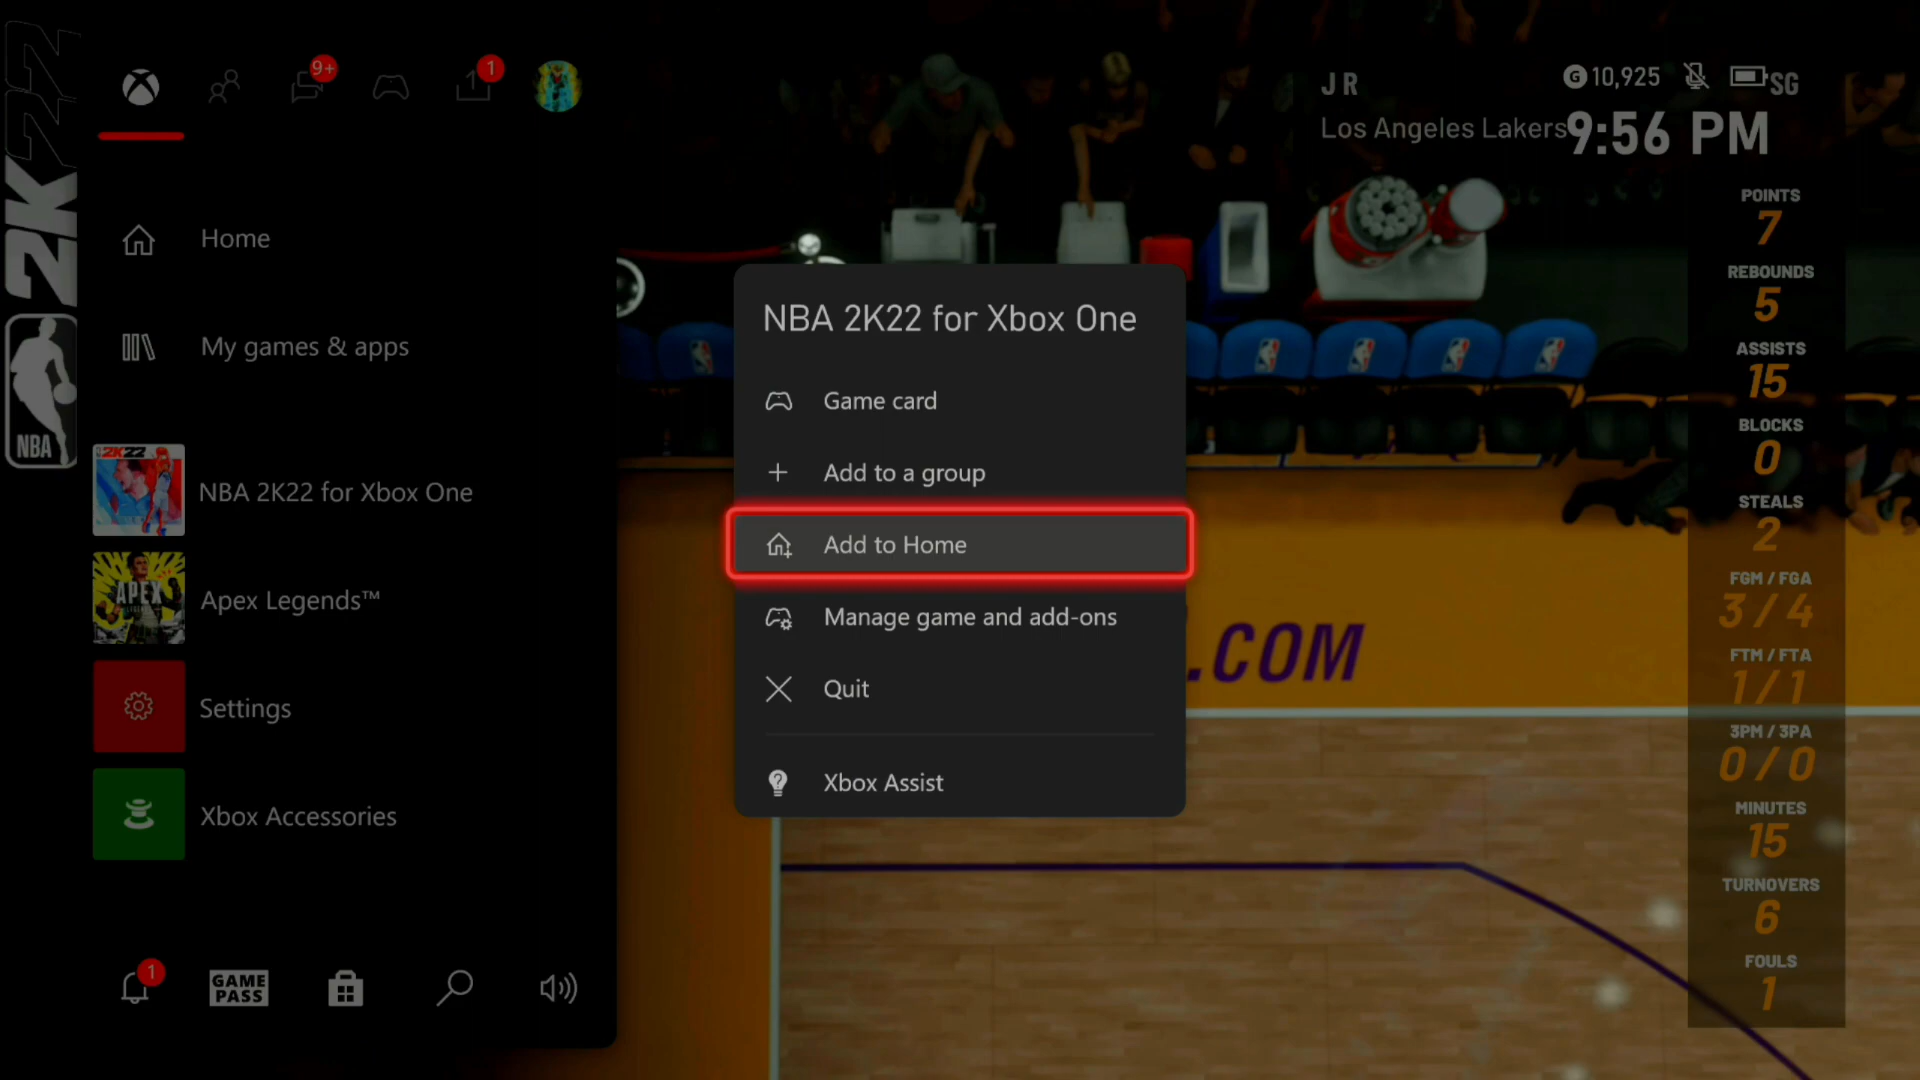 2K22
NBA
9+
1
Home
My games & apps
2K22
NBA 2K22 for Xbox One
APEX
Apex Legends™
Settings
Xbox Accessories
1
GAME
PASS
NBA 2K22 for Xbox One
Game card
Add to a group
Add to Home
Manage game and add-ons
Quit
Xbox Assist
.COM
J R
G 10,925
SG
Los Angeles Lakers
9:56 PM
POINTS
7
REBOUNDS
5
ASSISTS
15
BLOCKS
0
STEALS
2
FGM / FGA
3 / 4
FTM / FTA
1 / 1
3PM / 3PA
0 / 0
MINUTES
15
TURNOVERS
6
FOULS
1